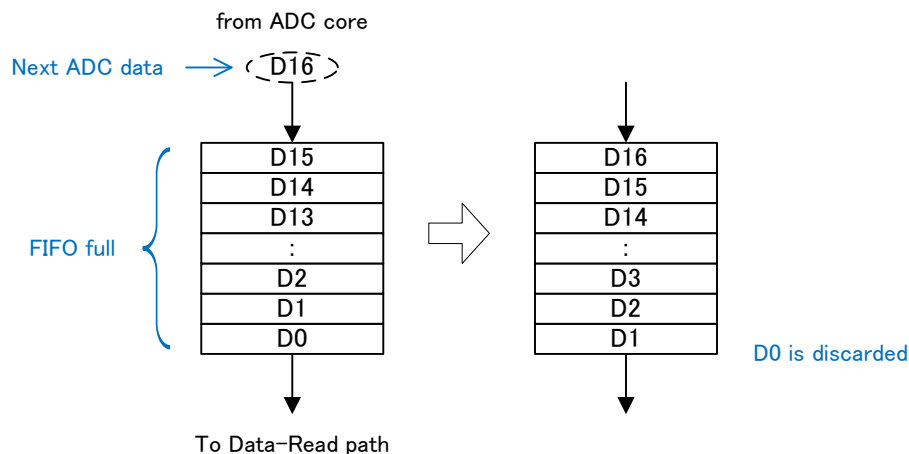 from ADC core
Next ADC data
D16
D15
D14
D13
:
D2
D1
D0
FIFO full
To Data-Read path
D16
D15
D14
:
D3
D2
D1
D0 is discarded